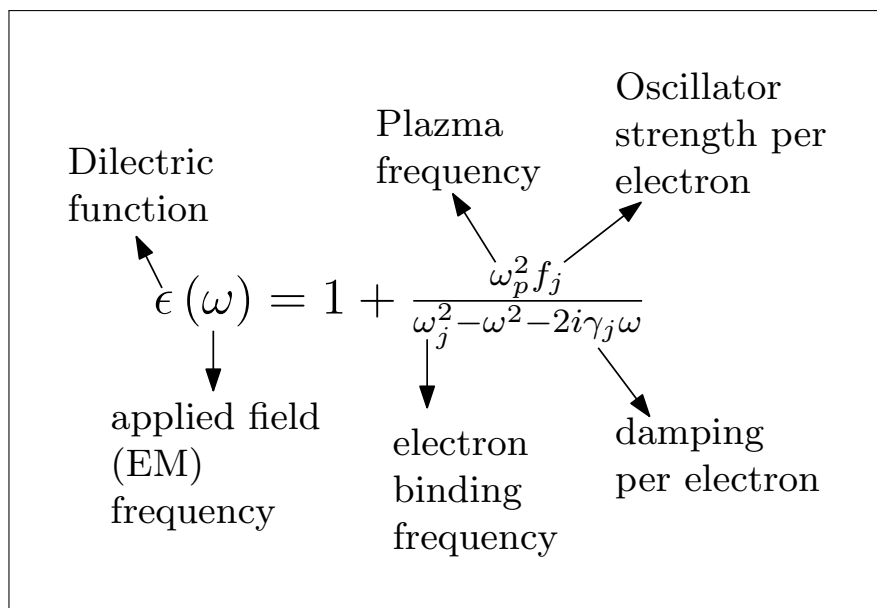 Oscillator
strength per
electron
Plazma
frequency
Dilectric
function
ϵ (ω) = 1 + ω_p^2 f_j / ω_j^2−ω^2−2iγ_jω
applied field
(EM)
frequency
electron
binding
frequency
damping
per electron